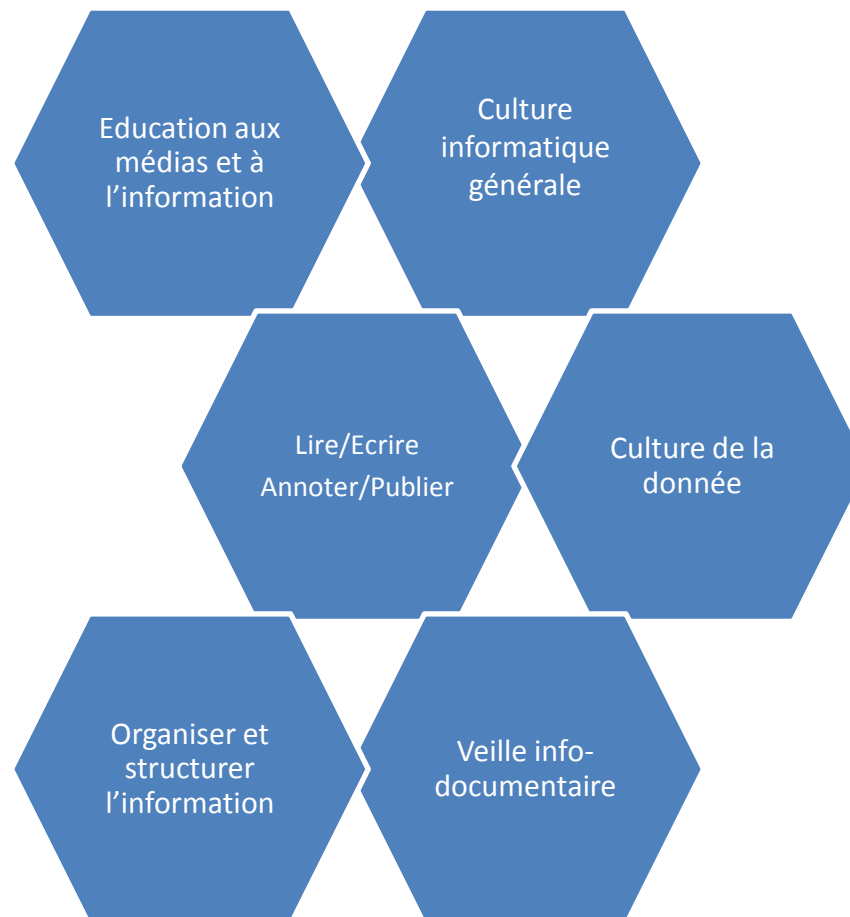 Education aux
médias et à
l’information
Culture
informatique
générale
Lire/Ecrire
Annoter/Publier
Culture de la
donnée
Organiser et
structurer
l’information
Veille info-
documentaire